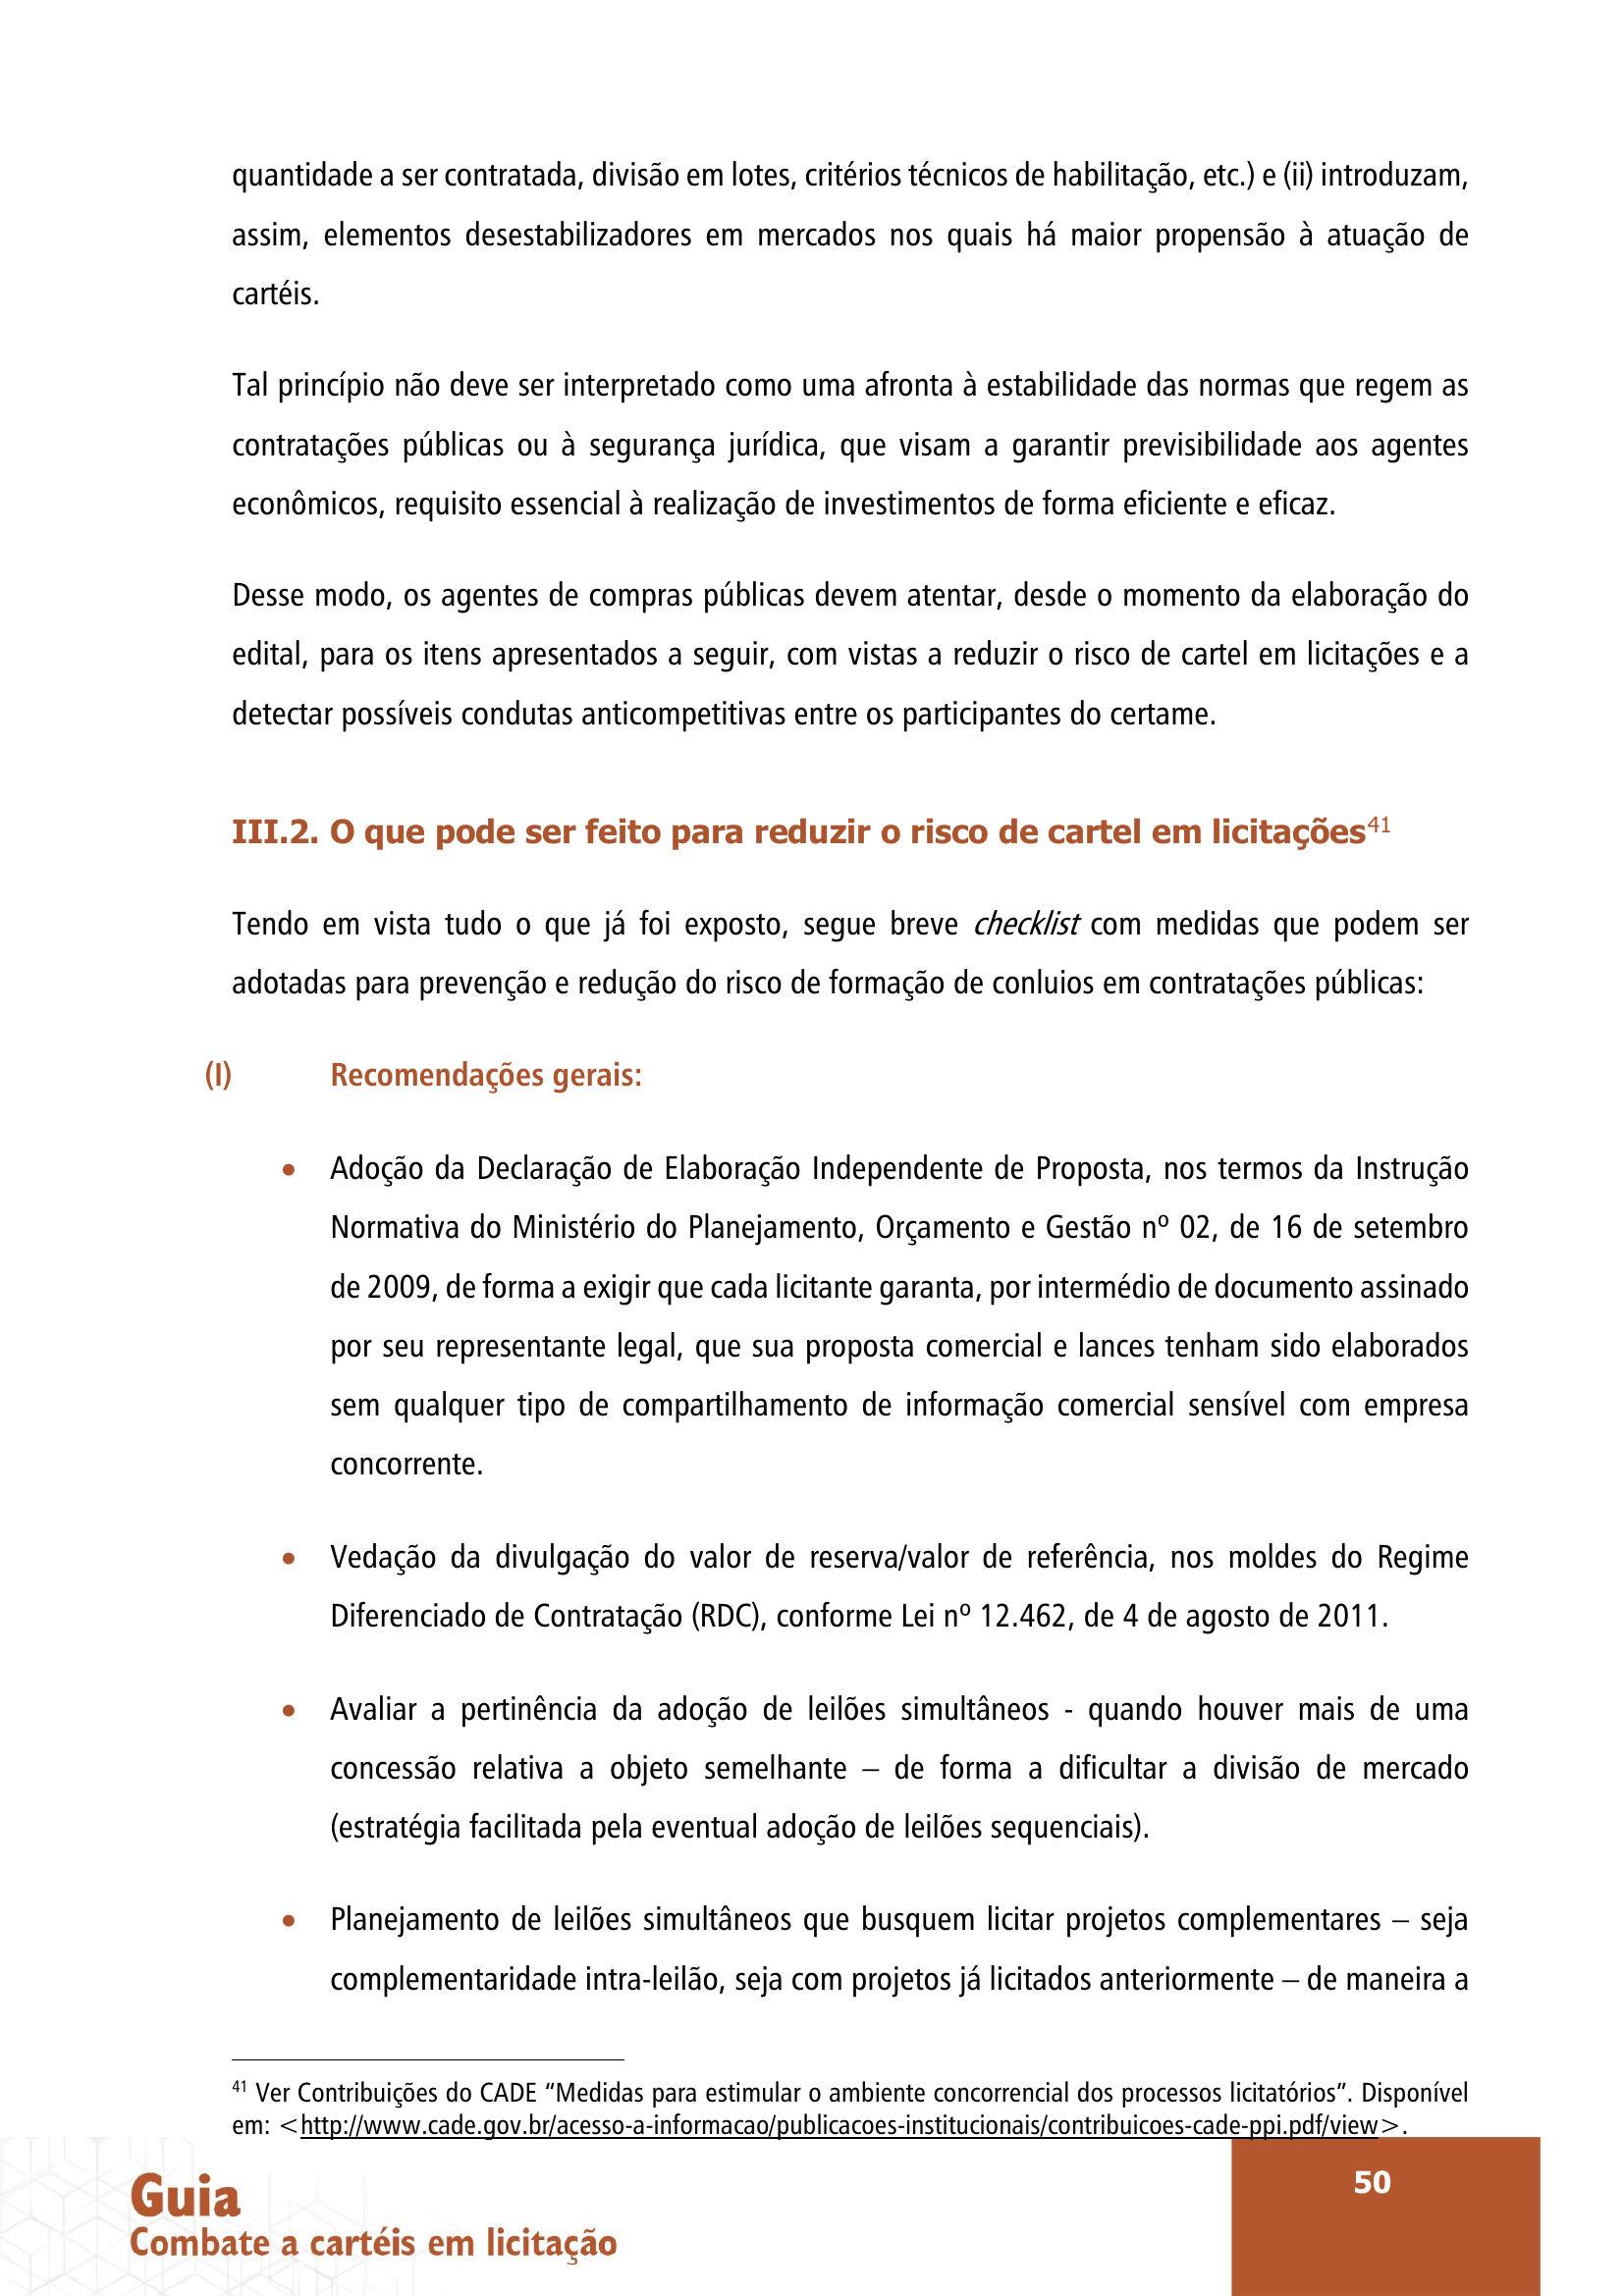 quantidade a ser contratada, divisão em lotes, critérios técnicos de habilitação, etc.) e (ii) introduzam,
assim, elementos desestabilizadores em mercados nos quais há maior propensão à atuação de
cartéis.
Tal princípio não deve ser interpretado como uma afronta à estabilidade das normas que regem as
contratações públicas ou à segurança jurídica, que visam a garantir previsibilidade aos agentes
econômicos, requisito essencial à realização de investimentos de forma eficiente e eficaz.
Desse modo, os agentes de compras públicas devem atentar, desde o momento da elaboração do
edital, para os itens apresentados a seguir, com vistas a reduzir o risco de cartel em licitações e a
detectar possíveis condutas anticompetitivas entre os participantes do certame.
III.2. O que pode ser feito para reduzir o risco de cartel em licitações41
Tendo em vista tudo o que já foi exposto, segue breve checklist com medidas que podem ser
adotadas para prevenção e redução do risco de formação de conluios em contratações públicas:
(I) Recomendações gerais:
• Adoção da Declaração de Elaboração Independente de Proposta, nos termos da Instrução
Normativa do Ministério do Planejamento, Orçamento e Gestão nº 02, de 16 de setembro
de 2009, de forma a exigir que cada licitante garanta, por intermédio de documento assinado
por seu representante legal, que sua proposta comercial e lances tenham sido elaborados
sem qualquer tipo de compartilhamento de informação comercial sensível com empresa
concorrente.
• Vedação da divulgação do valor de reserva/valor de referência, nos moldes do Regime
Diferenciado de Contratação (RDC), conforme Lei nº 12.462, de 4 de agosto de 2011.
• Avaliar a pertinência da adoção de leilões simultâneos - quando houver mais de uma
concessão relativa a objeto semelhante – de forma a dificultar a divisão de mercado
(estratégia facilitada pela eventual adoção de leilões sequenciais).
• Planejamento de leilões simultâneos que busquem licitar projetos complementares – seja
complementaridade intra-leilão, seja com projetos já licitados anteriormente – de maneira a
41 Ver Contribuições do CADE “Medidas para estimular o ambiente concorrencial dos processos licitatórios”. Disponível
em: <http://www.cade.gov.br/acesso-a-informacao/publicacoes-institucionais/contribuicoes-cade-ppi.pdf/view>.
50
Guia
Combate a cartéis em licitação